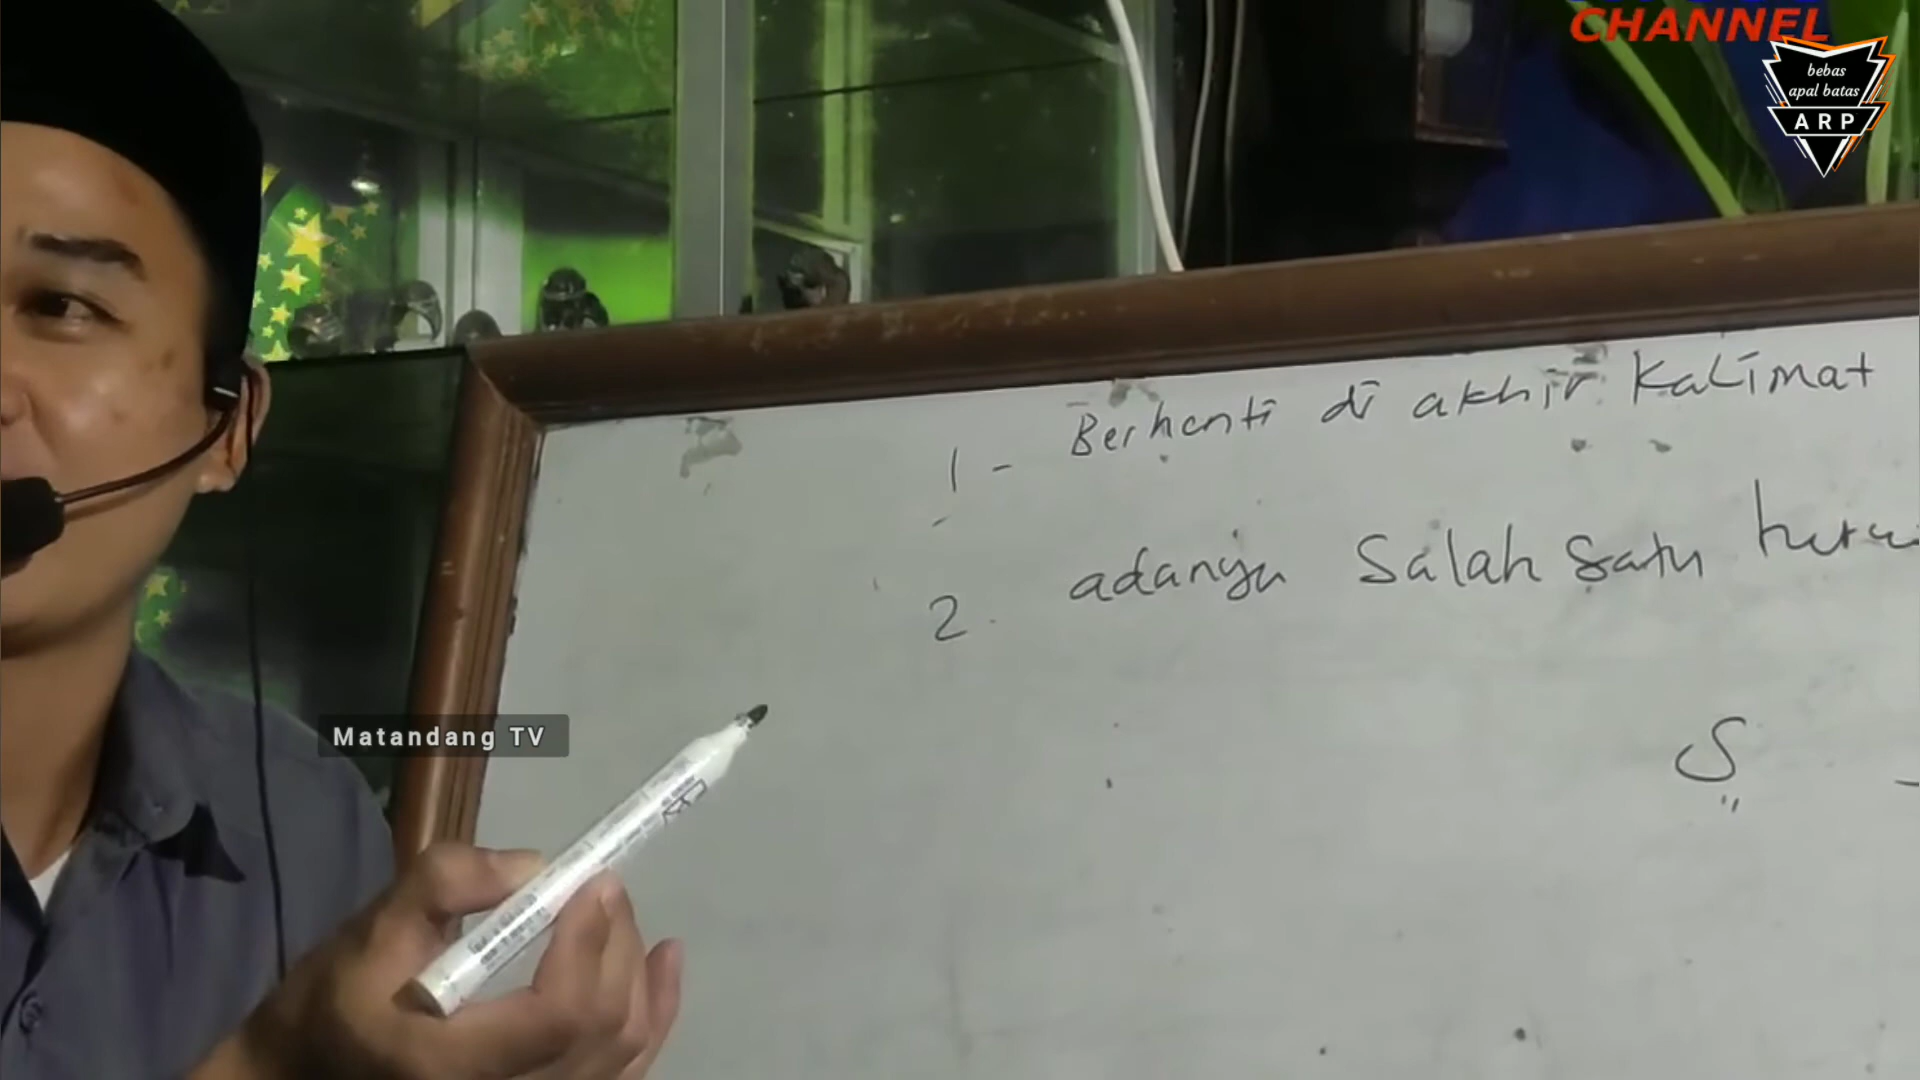 CHANNEL
bebas
apal batas
ARP
1 - Berhenti di akhir Kalimat
2. adanya Salah satu
Matandang TV
ي